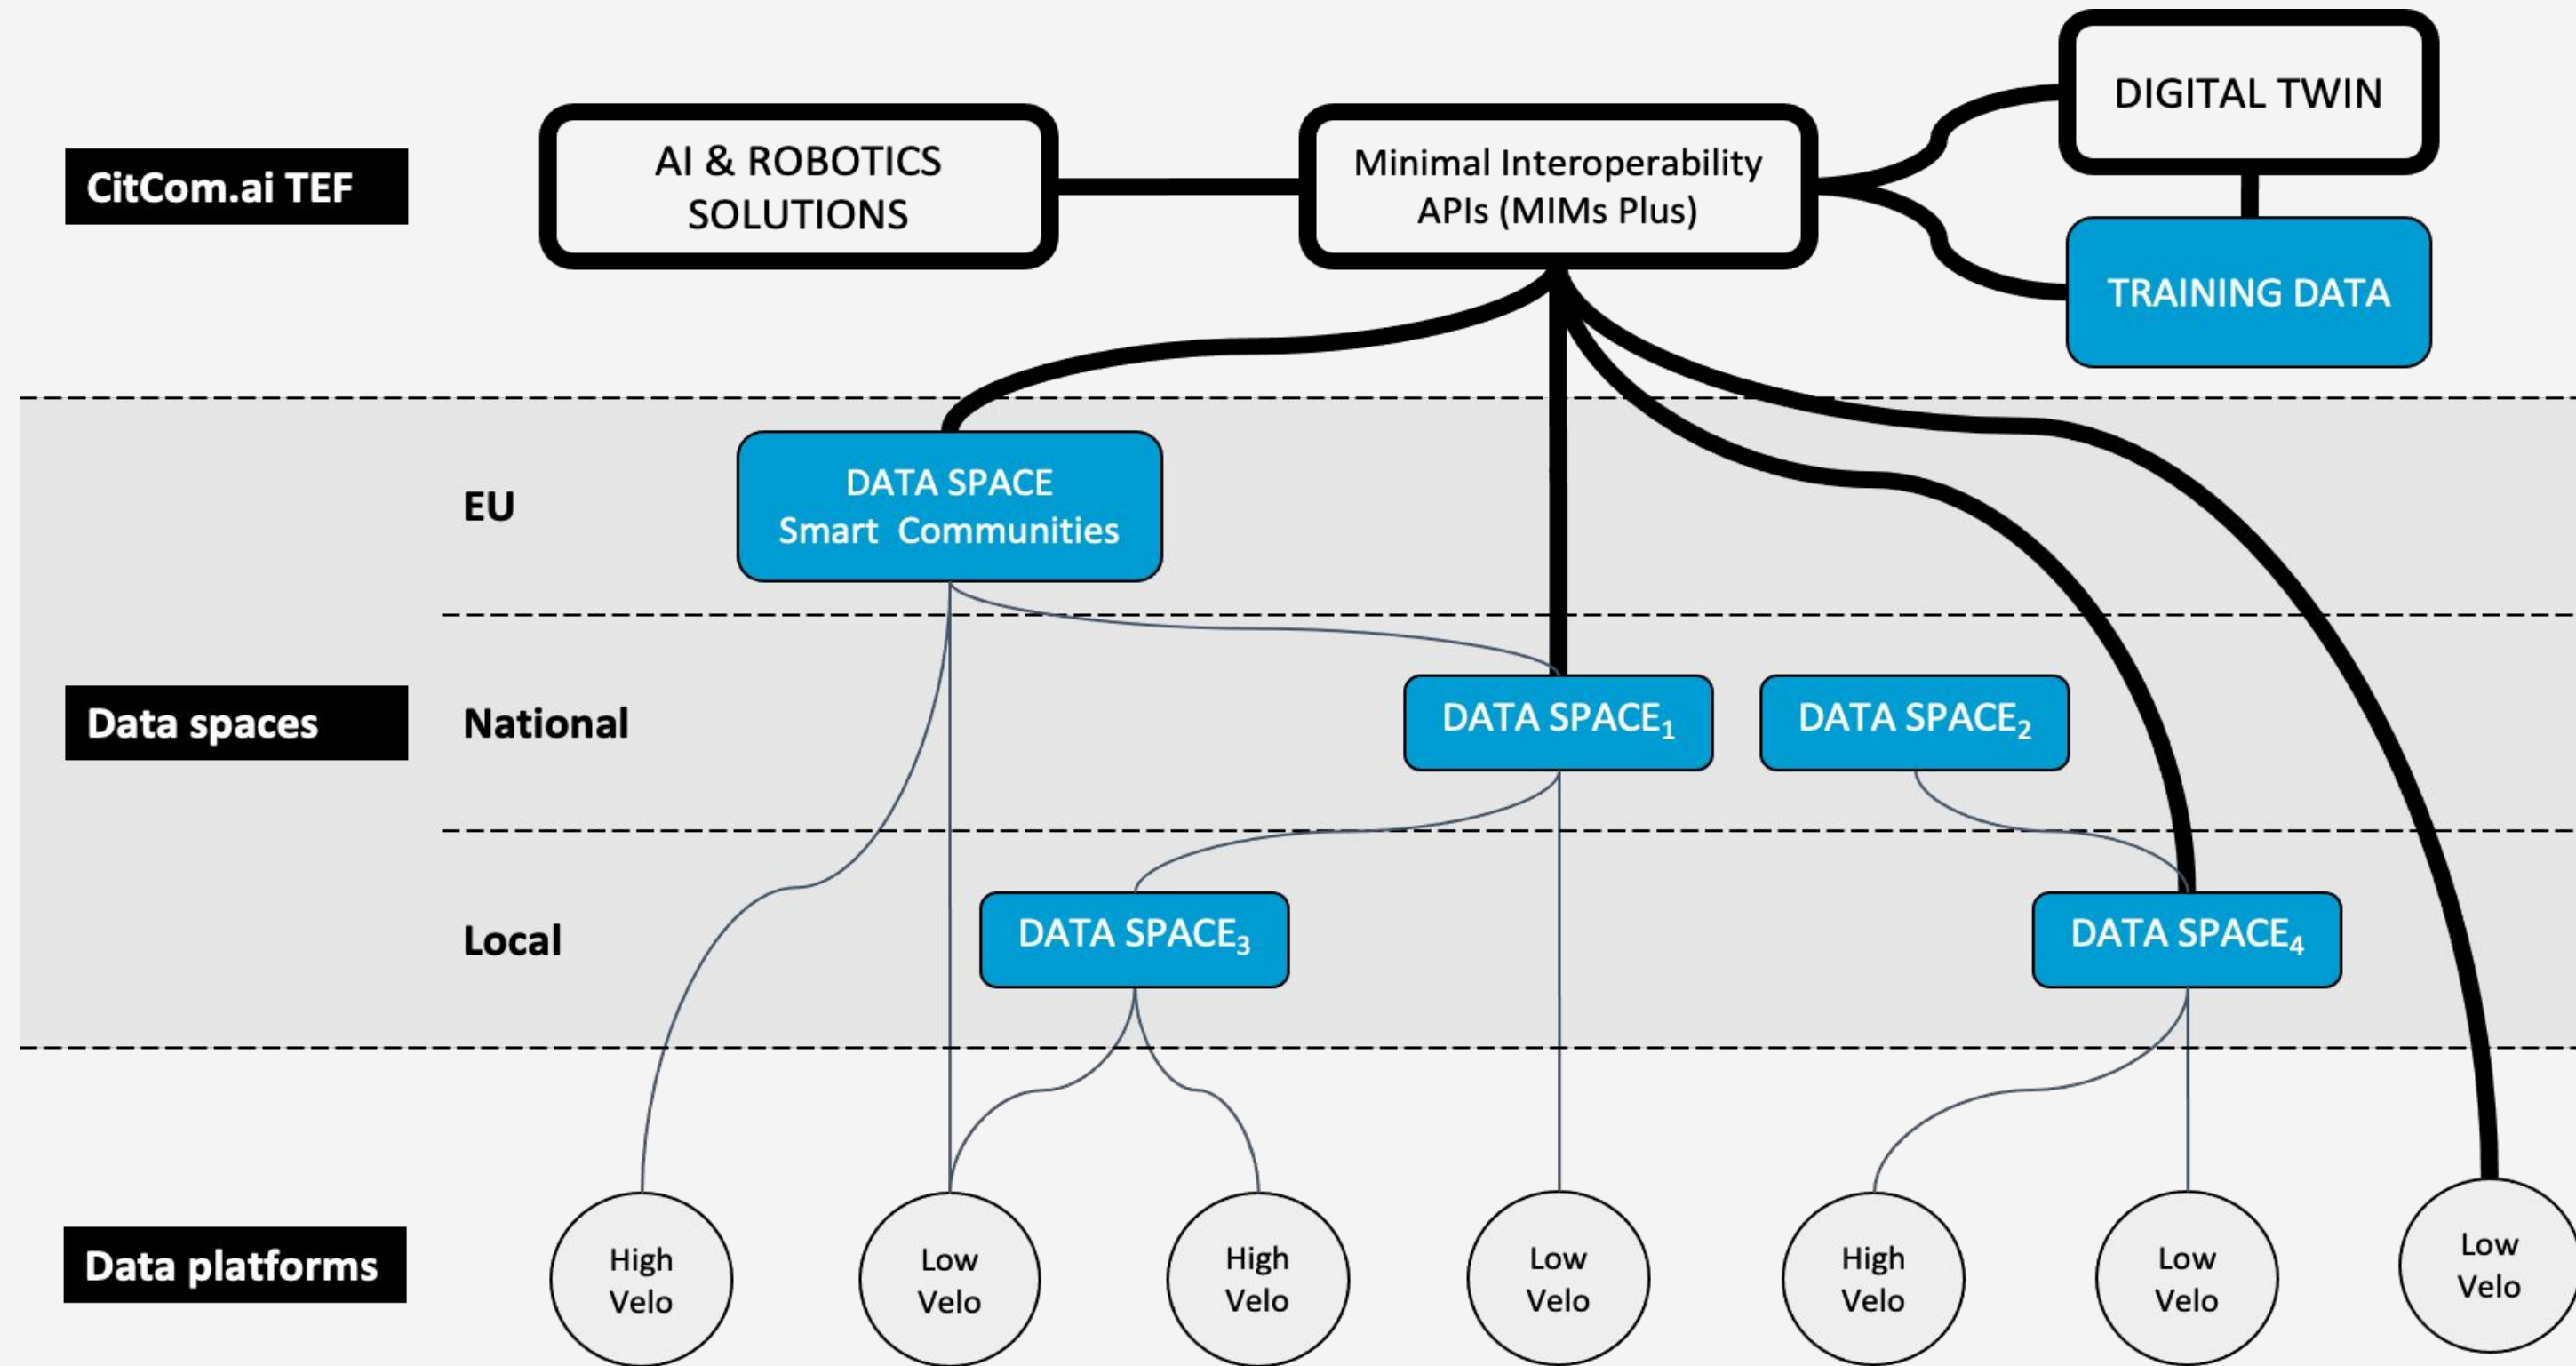 DIGITAL TWIN
CitCom.ai TEF
AI & ROBOTICS
SOLUTIONS
Minimal Interoperability
APIs (MIMs Plus)
TRAINING DATA
EU
DATA SPACE
Smart  Communities
Data spaces
National
DATA SPACE₁
DATA SPACE₂
Local
DATA SPACE₃
DATA SPACE₄
Data platforms
High
Velo
Low
Velo
High
Velo
Low
Velo
High
Velo
Low
Velo
Low
Velo